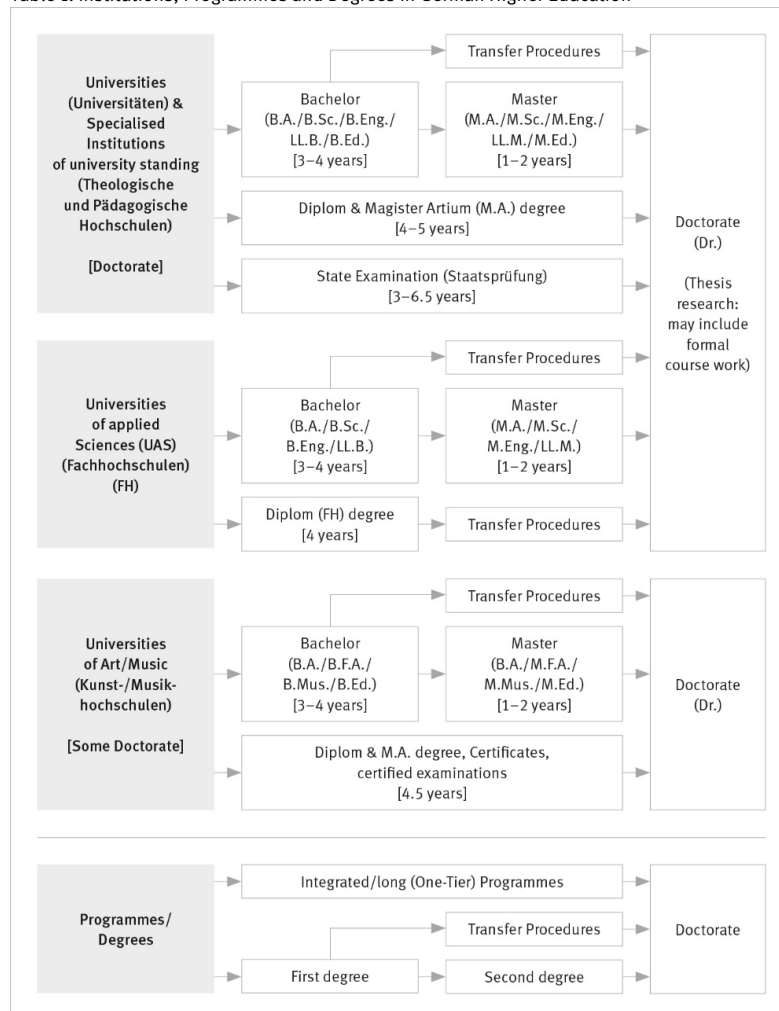 Table 1: Institutions, Programmes and Degrees in German Higher Education
Universities
(Universitäten) &
Specialised
Institutions
of university standing
(Theologische
und Pädagogische
Hochschulen)
[Doctorate]
Transfer Procedures
Bachelor
(B.A./B.Sc./B.Eng./
LL.B./B.Ed.)
[3–4 years]
Master
(M.A./M.Sc./M.Eng./
LL.M./M.Ed.)
[1–2 years]
Diplom & Magister Artium (M.A.) degree
[4–5 years]
State Examination (Staatsprüfung)
[3–6.5 years]
Doctorate
(Dr.)
(Thesis
research:
may include
formal
course work)
Universities
of applied
Sciences (UAS)
(Fachhochschulen)
(FH)
Transfer Procedures
Bachelor
(B.A./B.Sc./
B.Eng./LL.B.)
[3–4 years]
Master
(M.A./M.Sc./
M.Eng./LL.M.)
[1–2 years]
Diplom (FH) degree
[4 years]
Transfer Procedures
Universities
of Art/Music
(Kunst-/Musik-
hochschulen)
[Some Doctorate]
Transfer Procedures
Bachelor
(B.A./B.F.A./
B.Mus./B.Ed.)
[3–4 years]
Master
(B.A./M.F.A./
M.Mus./M.Ed.)
[1–2 years]
Diplom & M.A. degree, Certificates,
certified examinations
[4.5 years]
Doctorate
(Dr.)
Programmes/
Degrees
Integrated/long (One-Tier) Programmes
Transfer Procedures
First degree
Second degree
Doctorate